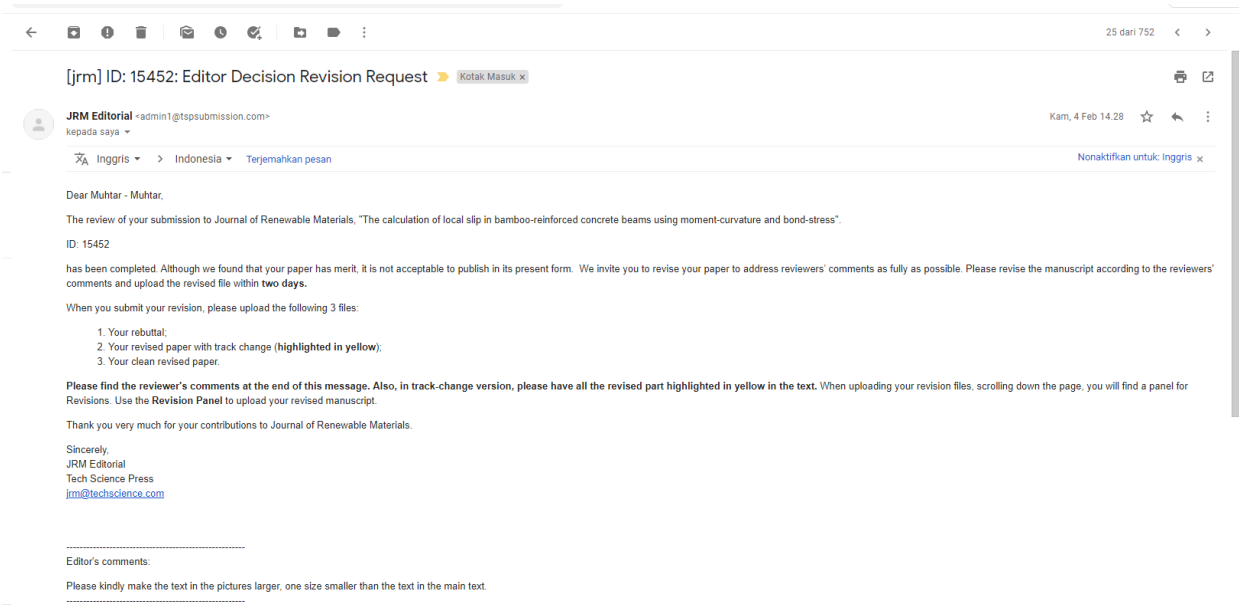 25 dari 752
[jrm] ID: 15452: Editor Decision Revision Request
Kotak Masuk x
JRM Editorial <admin1@tspsubmission.com>
Kam, 4 Feb 14.28
kepada saya
Inggris > Indonesia Terjemahkan pesan
Nonaktifkan untuk: Inggris x
Dear Muhtar - Muhtar,
The review of your submission to Journal of Renewable Materials, "The calculation of local slip in bamboo-reinforced concrete beams using moment-curvature and bond-stress".
ID: 15452
has been completed. Although we found that your paper has merit, it is not acceptable to publish in its present form.  We invite you to revise your paper to address reviewers' comments as fully as possible. Please revise the manuscript according to the reviewers'
comments and upload the revised file within two days.
When you submit your revision, please upload the following 3 files:
1. Your rebuttal;
2. Your revised paper with track change (highlighted in yellow);
3. Your clean revised paper.
Please find the reviewer's comments at the end of this message. Also, in track-change version, please have all the revised part highlighted in yellow in the text. When uploading your revision files, scrolling down the page, you will find a panel for
Revisions. Use the Revision Panel to upload your revised manuscript.
Thank you very much for your contributions to Journal of Renewable Materials.
Sincerely,
JRM Editorial
Tech Science Press
jrm@techscience.com
------------------------------------------------------
Editor's comments:
Please kindly make the text in the pictures larger, one size smaller than the text in the main text.
------------------------------------------------------